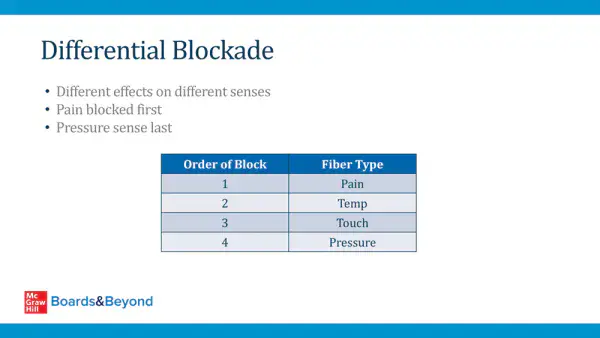 Differential Blockade
• Different effects on different senses
• Pain blocked first
• Pressure sense last
Order of Block Fiber Type
1 Pain
2 Temp
3 Touch
4 Pressure
Mc
Graw
Hill
Boards&Beyond